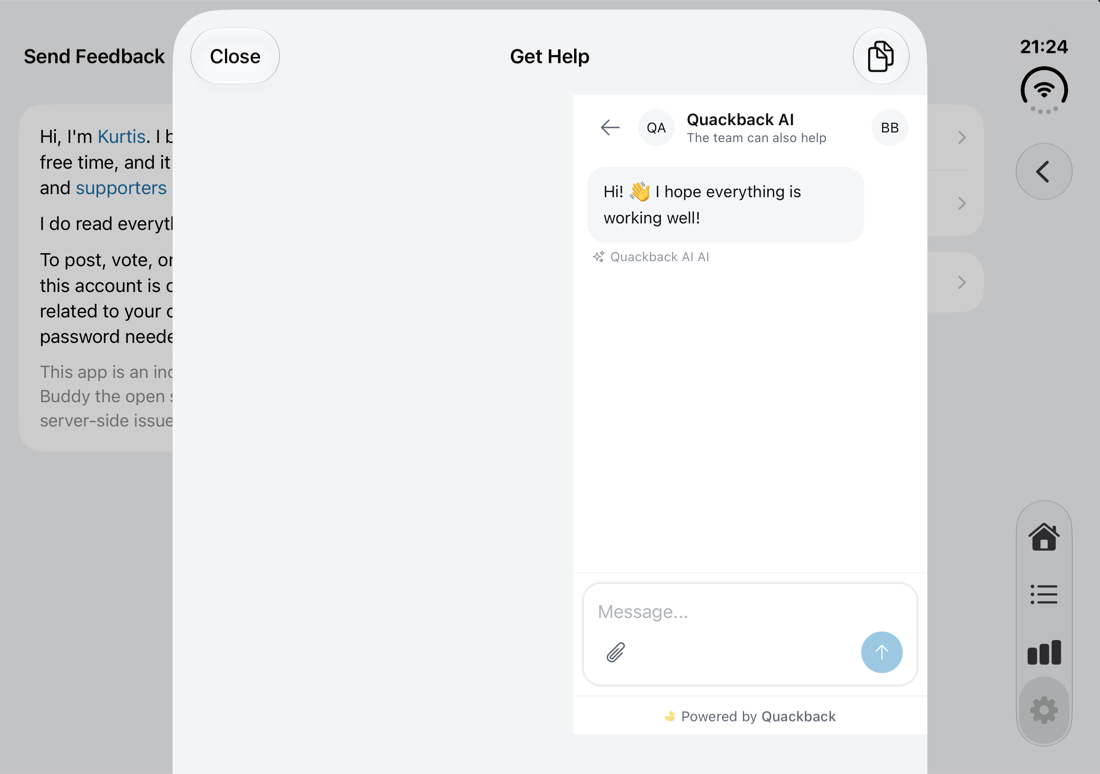 Send Feedback
Close
Get Help
21:24
Hi, I'm Kurtis. I b
free time, and it
and supporters
I do read everyt
To post, vote, or
this account is
related to your
password neede
This app is an inc
Buddy the open
server-side issue
QA
Quackback AI
The team can also help
BB
Hi! 👋 I hope everything is
working well!
Quackback AI AI
Message...
Powered by Quackback